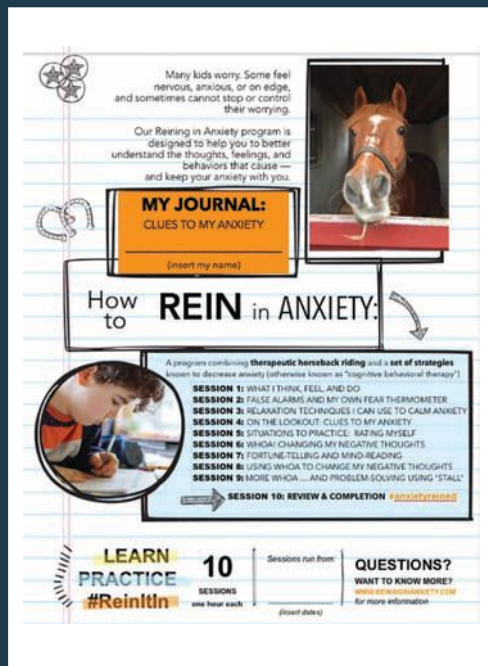 Many kids worry. Some feel
nervous, anxious, or on edge,
and sometimes cannot stop or control
their worrying.
Our Reining in Anxiety program is
designed to help you to better
understand the thoughts, feelings, and
behaviors that cause —
and keep your anxiety with you.
MY JOURNAL:
CLUES TO MY ANXIETY
(insert my name)
How to REIN in ANXIETY:
A program combining therapeutic horseback riding and a set of strategies
known to decrease anxiety (otherwise known as "cognitive behavioral therapy")
SESSION 1: WHAT I THINK, FEEL, AND DO
SESSION 2: FALSE ALARMS AND MY OWN FEAR THERMOMETER
SESSION 3: RELAXATION TECHNIQUES I CAN USE TO CALM ANXIETY
SESSION 4: ON THE LOOKOUT: CLUES TO MY ANXIETY
SESSION 5: SITUATIONS TO PRACTICE: RATING MYSELF
SESSION 6: WHOA! CHANGING MY NEGATIVE THOUGHTS
SESSION 7: FORTUNE-TELLING AND MIND-READING
SESSION 8: USING WHOA TO CHANGE MY NEGATIVE THOUGHTS...
SESSION 9: MORE WHOA .... AND PROBLEM-SOLVING USING "STALL"
SESSION 10: REVIEW & COMPLETION #anxietyreined
LEARN
PRACTICE
#ReinItIn
10
SESSIONS
one hour each
Sessions run from:
(insert dates)
QUESTIONS?
WANT TO KNOW MORE?
WWW.REININGINANXIETY.COM
for more information